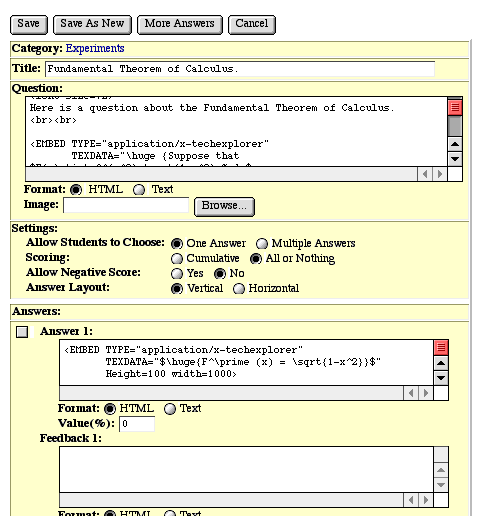 Save Save As New More Answers Cancel
Category: Experiments
Title: Fundamental Theorem of Calculus.
Question:
Here is a question about the Fundamental Theorem of Calculus.
<br><br>
<EMBED TYPE="application/x-techexplorer"
TEXDATA="\huge {Suppose that
Format: HTML Text
Image: Browse...
Settings:
Allow Students to Choose: One Answer Multiple Answers
Scoring: Cumulative All or Nothing
Allow Negative Score: Yes No
Answer Layout: Vertical Horizontal
Answers:
Answer 1:
<EMBED TYPE="application/x-techexplorer"
TEXDATA="$\huge{F^\prime (x) = \sqrt{1-x^2}}$"
Height=100 width=1000>
Format: HTML Text
Value(%): 0
Feedback 1:
Format: HTML Text